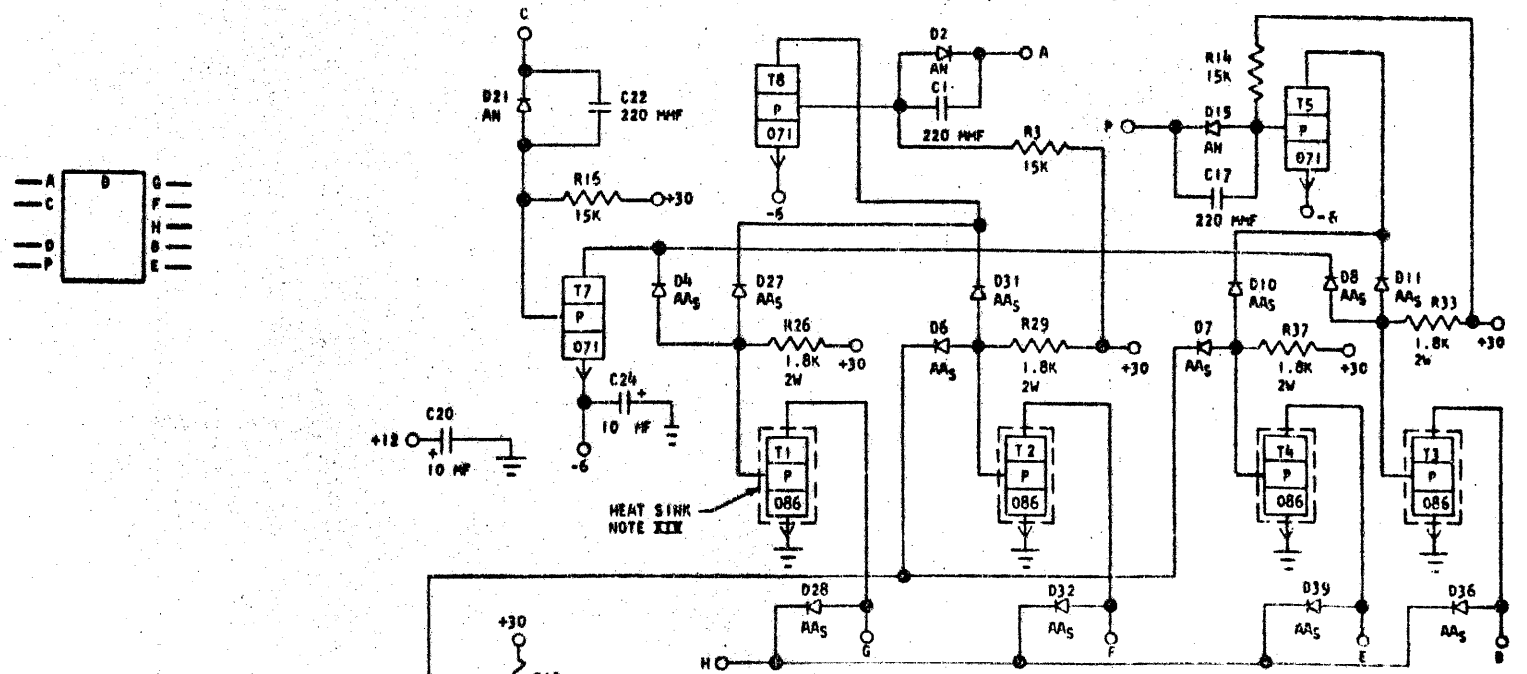 C
D21
AN
C22
220 MMF
R15
15K
+30
T8
P
071
-6
D2
AN
A
C1
220 MMF
R3
15K
R14
15K
P
D15
AN
C17
220 MMF
T5
P
071
A
C
D
P
D
G
F
H
B
E
T7
P
071
C24
+
10 MF
-6
+12
C20
+
10 MF
D4
AAS
D27
AAS
D31
AAS
D10
AAS
D8
AAS
D11
AAS
R26
1.8K
2W
+30
D6
AAS
R29
1.8K
2W
+30
D7
AAS
R37
1.8K
2W
+30
R33
1.8K
2W
+30
T1
P
086
T2
P
086
T4
P
086
T3
P
086
HEAT SINK
NOTE XIV
D28
AAS
D32
AAS
D39
AAS
D36
AAS
+30
H
G
F
E